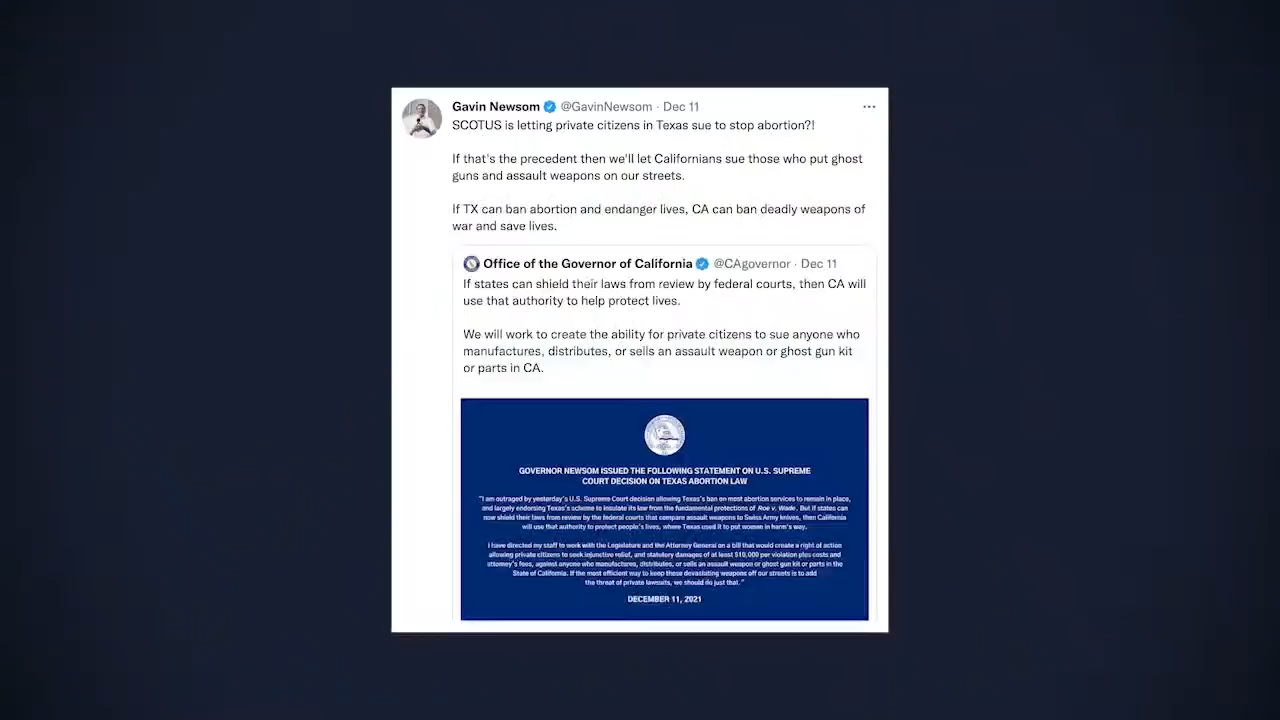 Gavin Newsom @GavinNewsom · Dec 11
SCOTUS is letting private citizens in Texas sue to stop abortion?!
If that's the precedent then we'll let Californians sue those who put ghost
guns and assault weapons on our streets.
If TX can ban abortion and endanger lives, CA can ban deadly weapons of
war and save lives.
Office of the Governor of California @CAgovernor · Dec 11
If states can shield their laws from review by federal courts, then CA will
use that authority to help protect lives.
We will work to create the ability for private citizens to sue anyone who
manufactures, distributes, or sells an assault weapon or ghost gun kit
or parts in CA.
GOVERNOR NEWSOM ISSUED THE FOLLOWING STATEMENT ON U.S. SUPREME
COURT DECISION ON TEXAS ABORTION LAW
"I am outraged by yesterday's U.S. Supreme Court decision allowing Texas's ban on most abortion services to remain in place,
and largely endorsing Texas's scheme to insulate its law from the fundamental protections of Roe v. Wade. But if states can
now shield their laws from review by the federal courts that compare assault weapons to Swiss Army knives, then California
will use that authority to protect people's lives, where Texas used it to put women in harm's way.
I have directed my staff to work with the Legislature and the Attorney General on a bill that would create a right of action
allowing private citizens to seek injunctive relief, and statutory damages of at least $10,000 per violation plus costs and
attorney's fees, against anyone who manufactures, distributes, or sells an assault weapon or ghost gun kit or parts in the
State of California. If the most efficient way to keep these devastating weapons off our streets is to add
the threat of private lawsuits, we should do just that."
DECEMBER 11, 2021